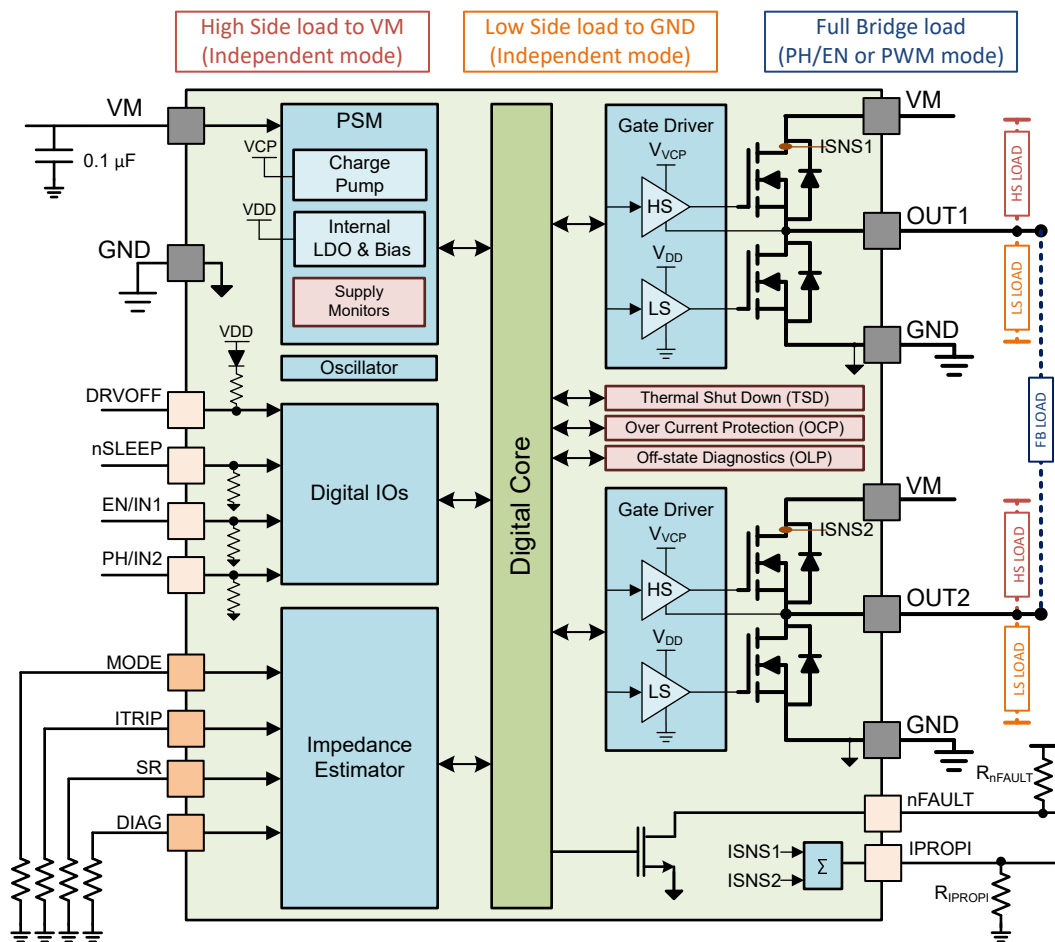 High Side load to VM
(Independent mode)
Low Side load to GND
(Independent mode)
Full Bridge load
(PH/EN or PWM mode)
VM
0.1 µF
GND
PSM
VCP
Charge
Pump
VDD
Internal
LDO & Bias
Supply
Monitors
Oscillator
VDD
DRVOFF
nSLEEP
EN/IN1
PH/IN2
Digital IOs
MODE
ITRIP
SR
DIAG
Impedance
Estimator
Digital Core
Gate Driver
VVCP
HS
VDD
LS
ISNS1
VM
OUT1
GND
HS LOAD
LS LOAD
FB LOAD
Thermal Shut Down (TSD)
Over Current Protection (OCP)
Off-state Diagnostics (OLP)
Gate Driver
VVCP
HS
VDD
LS
ISNS2
VM
OUT2
GND
HS LOAD
LS LOAD
RnFAULT
nFAULT
ISNS1
ISNS2
Σ
IPROPI
RIPROPI